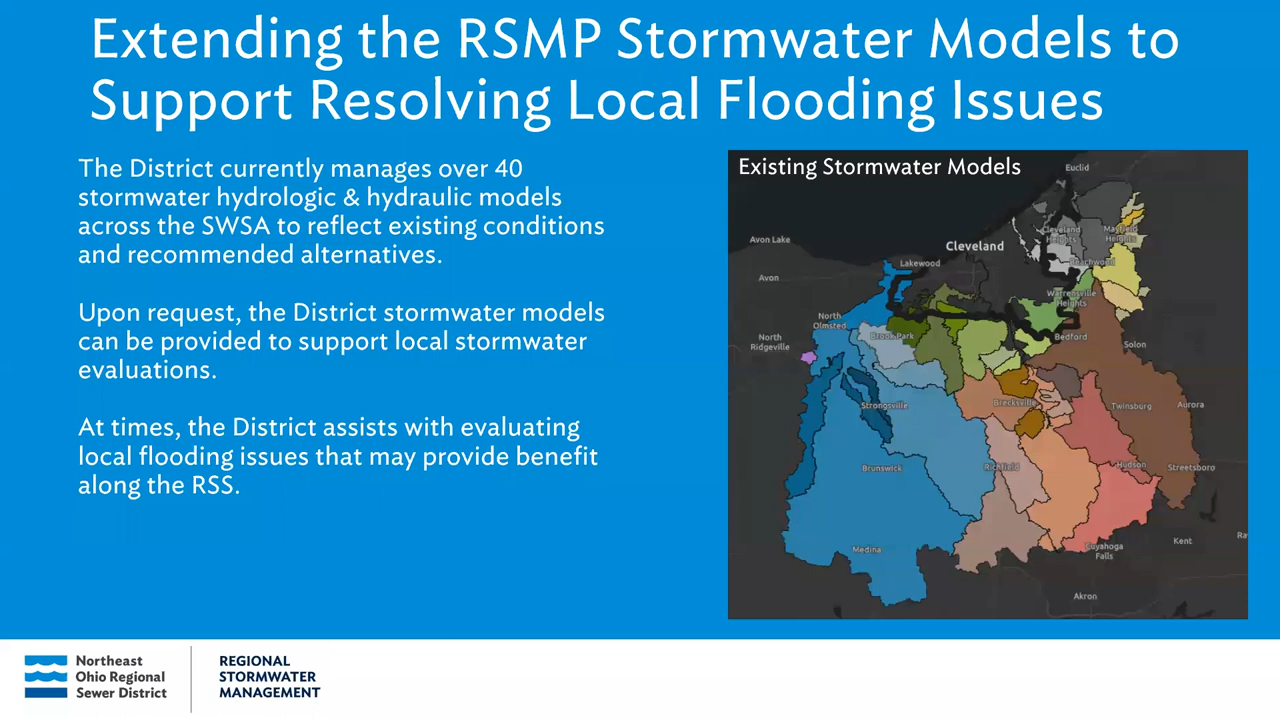 Extending the RSMP Stormwater Models to
Support Resolving Local Flooding Issues
The District currently manages over 40
stormwater hydrologic & hydraulic models
across the SWSA to reflect existing conditions
and recommended alternatives.
Upon request, the District stormwater models
can be provided to support local stormwater
evaluations.
At times, the District assists with evaluating
local flooding issues that may provide benefit
along the RSS.
Existing Stormwater Models
Euclid
Cleveland
Heights
Mayfield
Heights
Avon Lake
Cleveland
Beachwood
Lakewood
Avon
Warrensville
Heights
North
Olmsted
Brook Park
Bedford
North
Ridgeville
Solon
Strongsville
Brecksville
Twinsburg
Aurora
Brunswick
Richfield
Hudson
Streetsboro
Medina
Cuyahoga
Falls
Kent
Ra
Akron
Northeast
Ohio Regional
Sewer District
REGIONAL
STORMWATER
MANAGEMENT